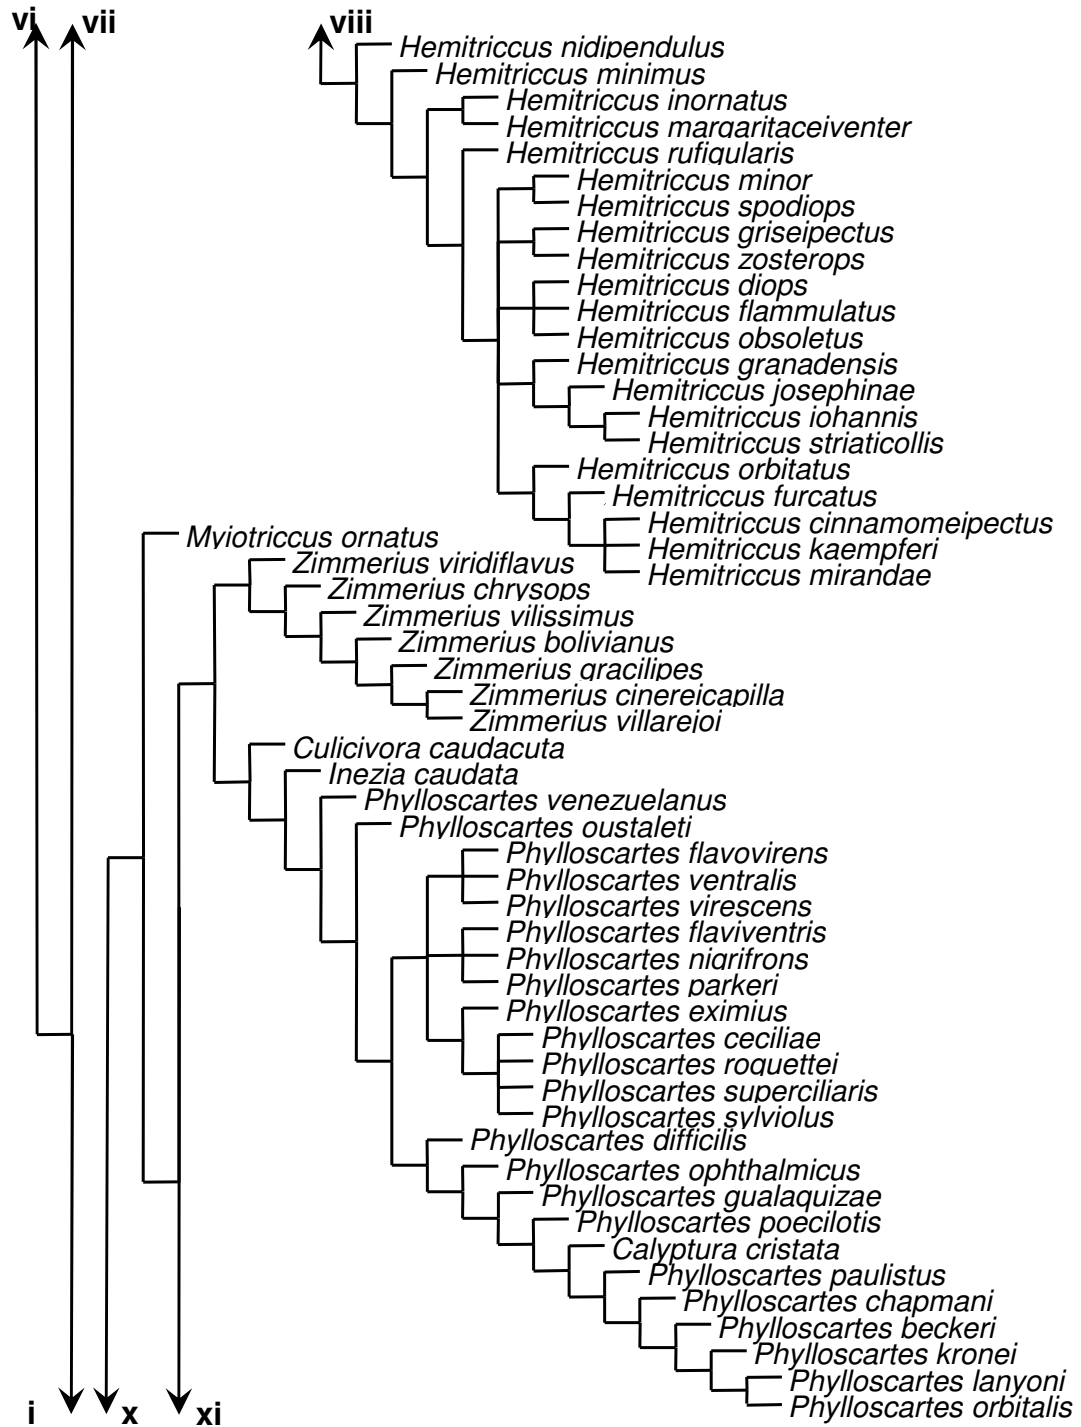 vi
vii
viii
Hemitriccus nidipendulus
Hemitriccus minimus
Hemitriccus inornatus
Hemitriccus margaritaceiventer
Hemitriccus rufigularis
Hemitriccus minor
Hemitriccus spodiops
Hemitriccus griseipectus
Hemitriccus zosterops
Hemitriccus diops
Hemitriccus flammulatus
Hemitriccus obsoletus
Hemitriccus granadensis
Hemitriccus josephinae
Hemitriccus iohannis
Hemitriccus striaticollis
Hemitriccus orbitatus
Hemitriccus furcatus
Hemitriccus cinnamomeipectus
Hemitriccus kaempferi
Hemitriccus mirandae
Myiotriccus ornatus
Zimmerius viridiflavus
Zimmerius chrysops
Zimmerius vilissimus
Zimmerius bolivianus
Zimmerius gracilipes
Zimmerius cinereicapilla
Zimmerius villarejoi
Culicivora caudacuta
Inezia caudata
Phylloscartes venezuelanus
Phylloscartes oustaleti
Phylloscartes flavovirens
Phylloscartes ventralis
Phylloscartes virescens
Phylloscartes flaviventris
Phylloscartes nigrifrons
Phylloscartes parkeri
Phylloscartes eximius
Phylloscartes ceciliae
Phylloscartes roquettei
Phylloscartes superciliaris
Phylloscartes sylviolus
Phylloscartes difficilis
Phylloscartes ophthalmicus
Phylloscartes gualaquizae
Phylloscartes poecilotis
Calyptura cristata
Phylloscartes paulistus
Phylloscartes chapmani
Phylloscartes beckeri
Phylloscartes kronei
Phylloscartes lanyoni
Phylloscartes orbitalis
i
x
xi